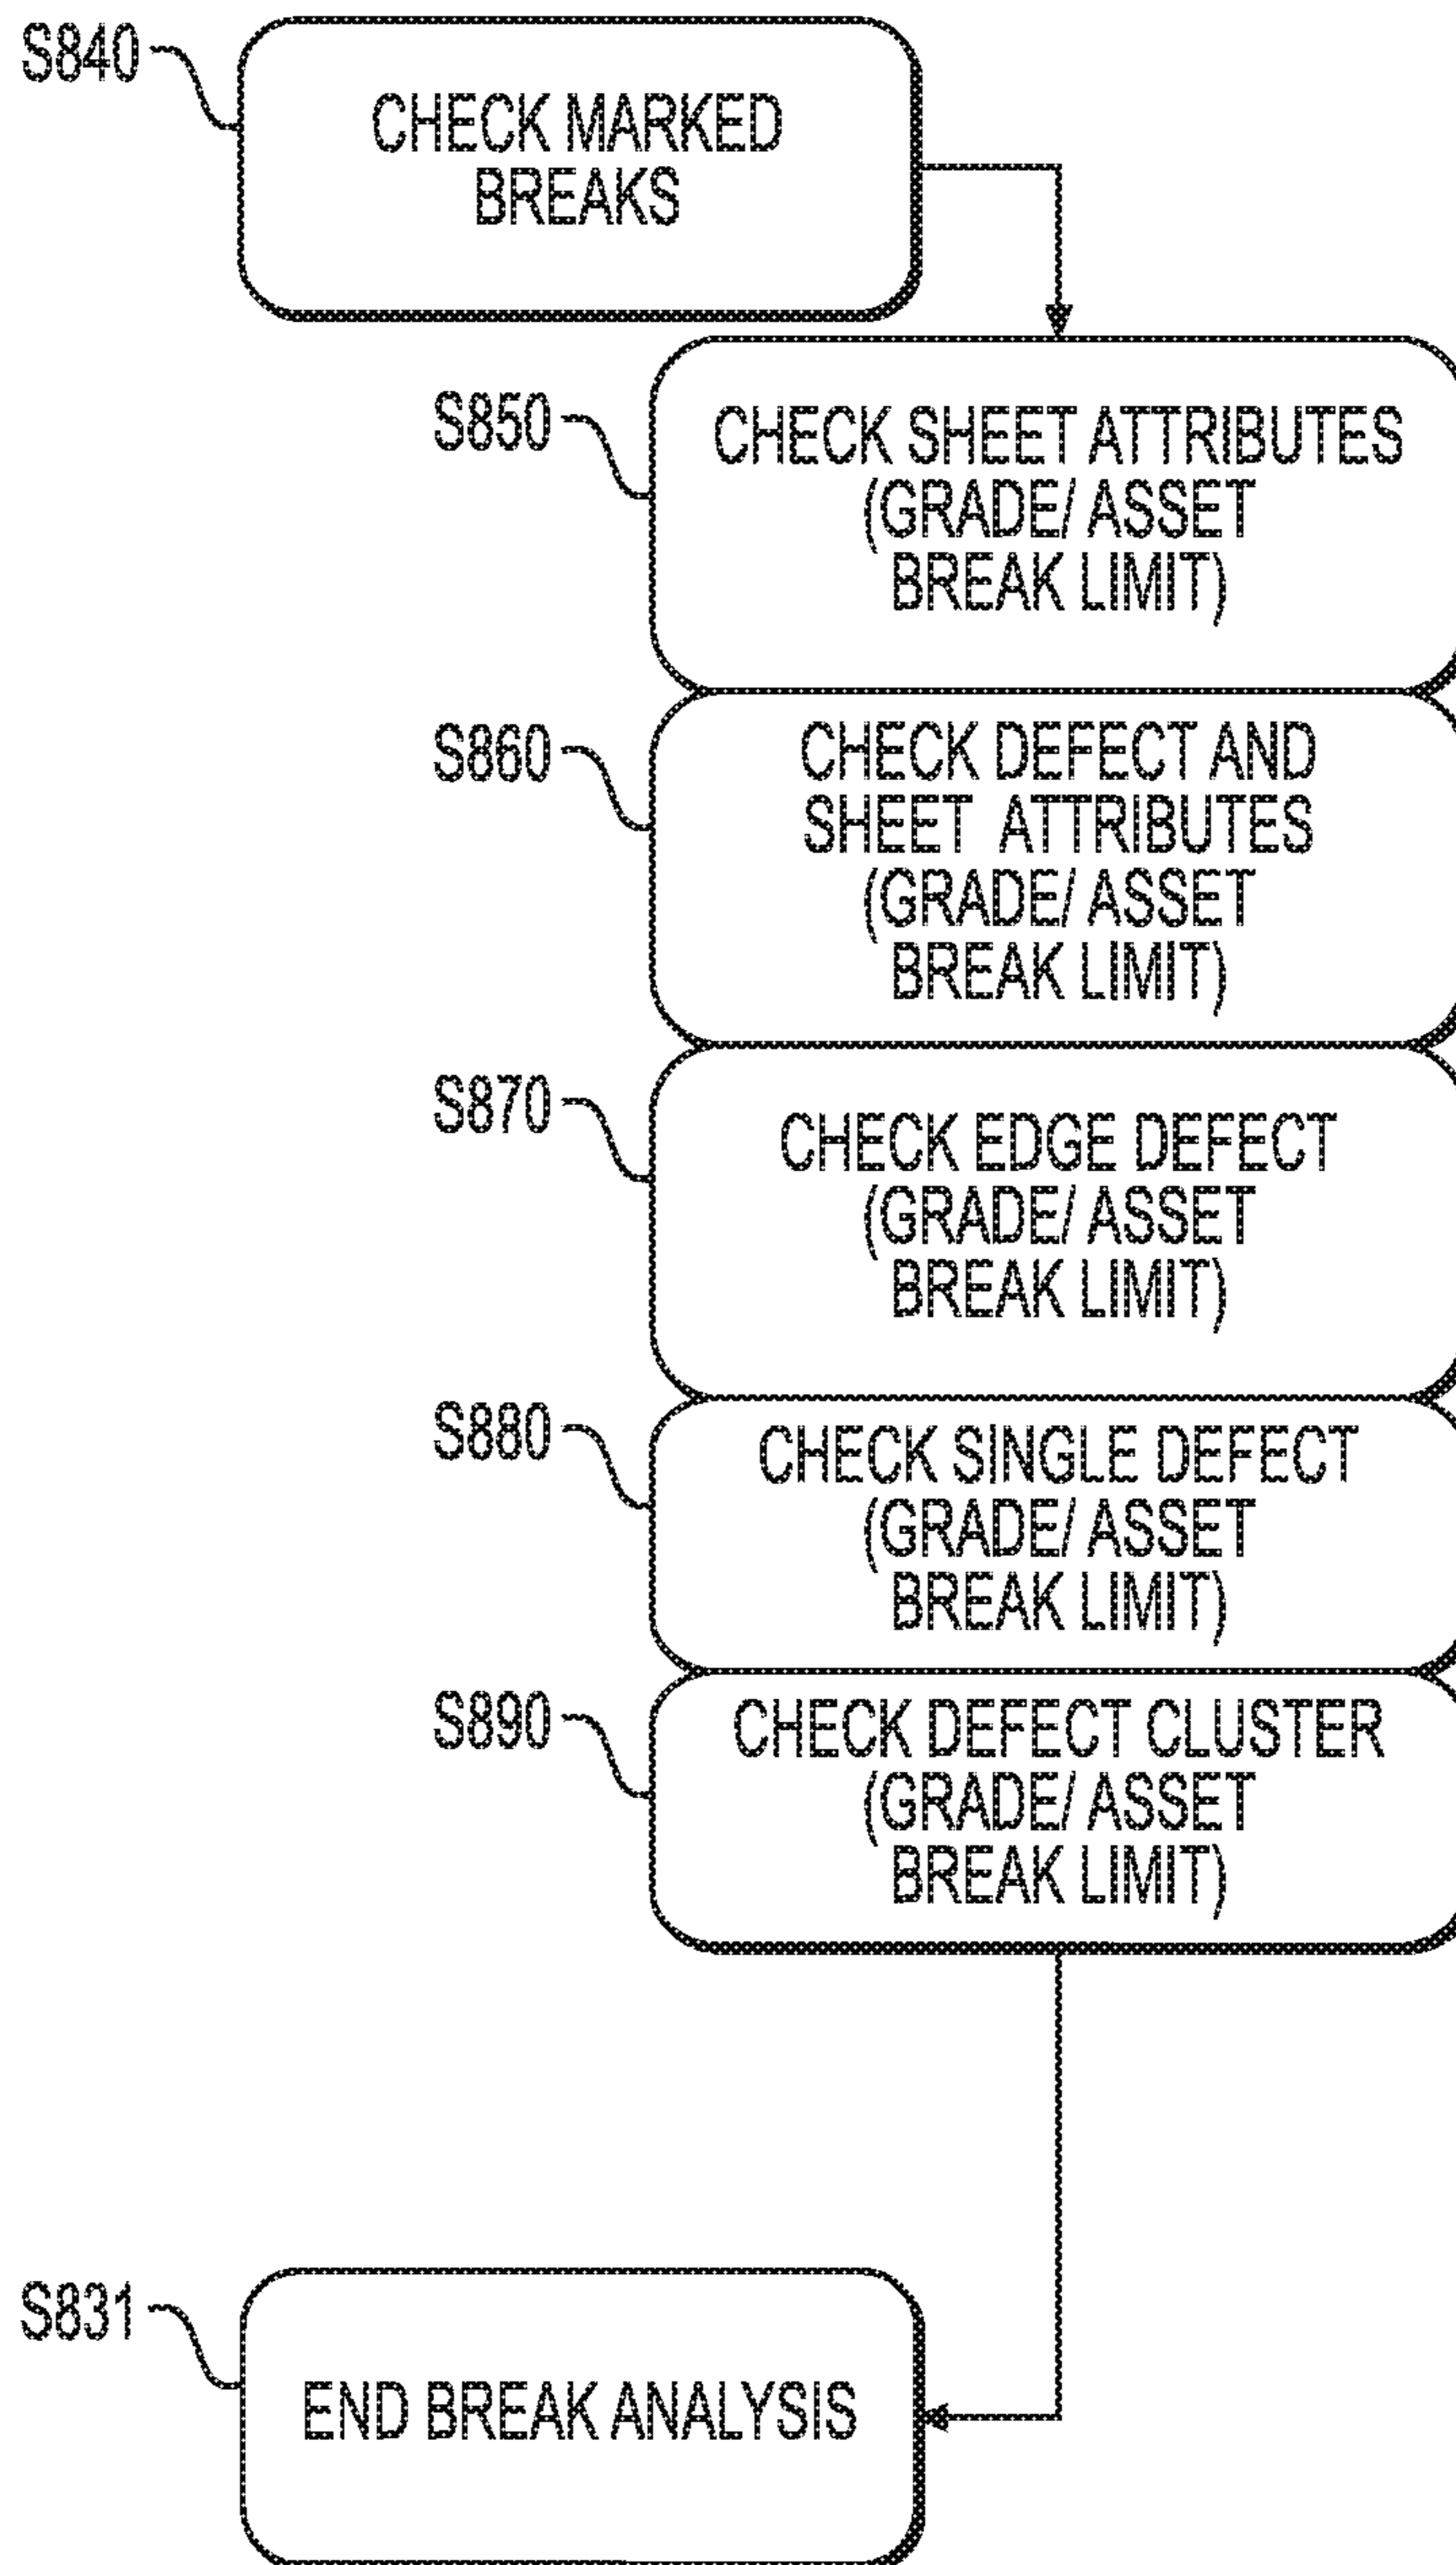 S840
CHECK MARKED
BREAKS
S850
CHECK SHEET ATTRIBUTES
(GRADE/ ASSET
BREAK LIMIT)
S860
CHECK DEFECT AND
SHEET ATTRIBUTES
(GRADE/ ASSET
BREAK LIMIT)
S870
CHECK EDGE DEFECT
(GRADE/ ASSET
BREAK LIMIT)
S880
CHECK SINGLE DEFECT
(GRADE/ ASSET
BREAK LIMIT)
S890
CHECK DEFECT CLUSTER
(GRADE/ ASSET
BREAK LIMIT)
S831
END BREAK ANALYSIS